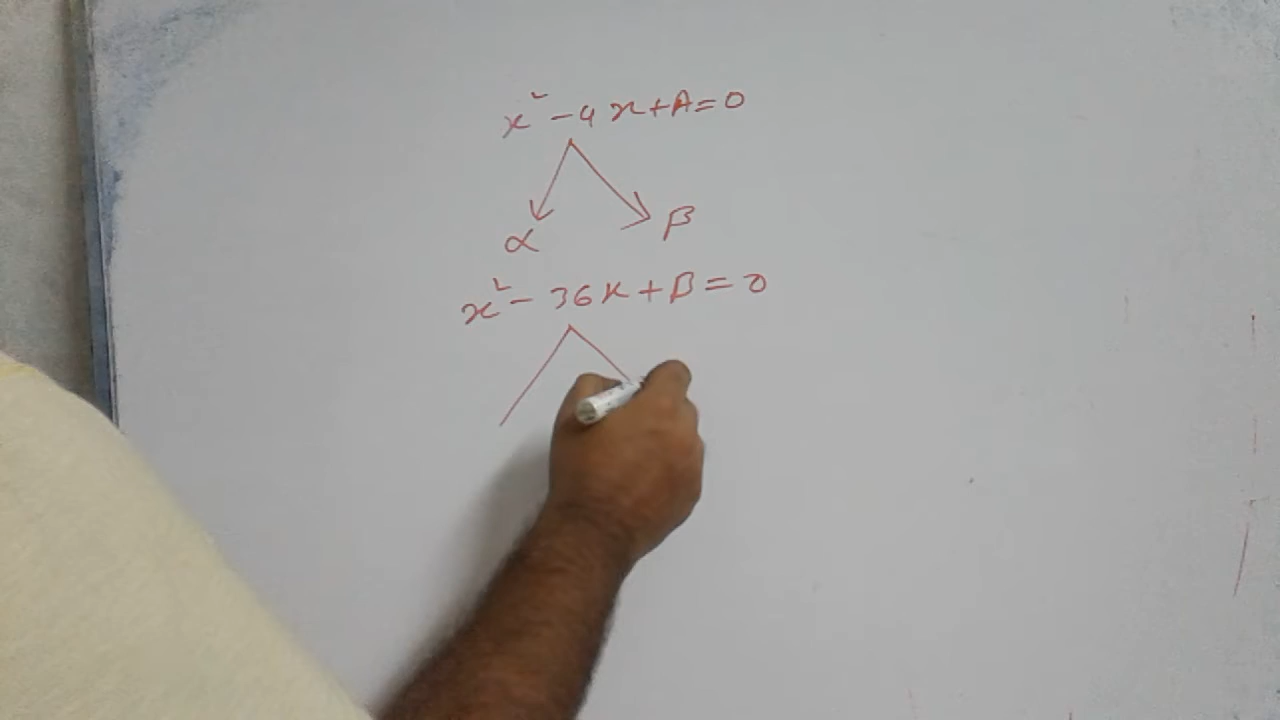 x² - 4x + A = 0
α β
x² - 36x + B = 0